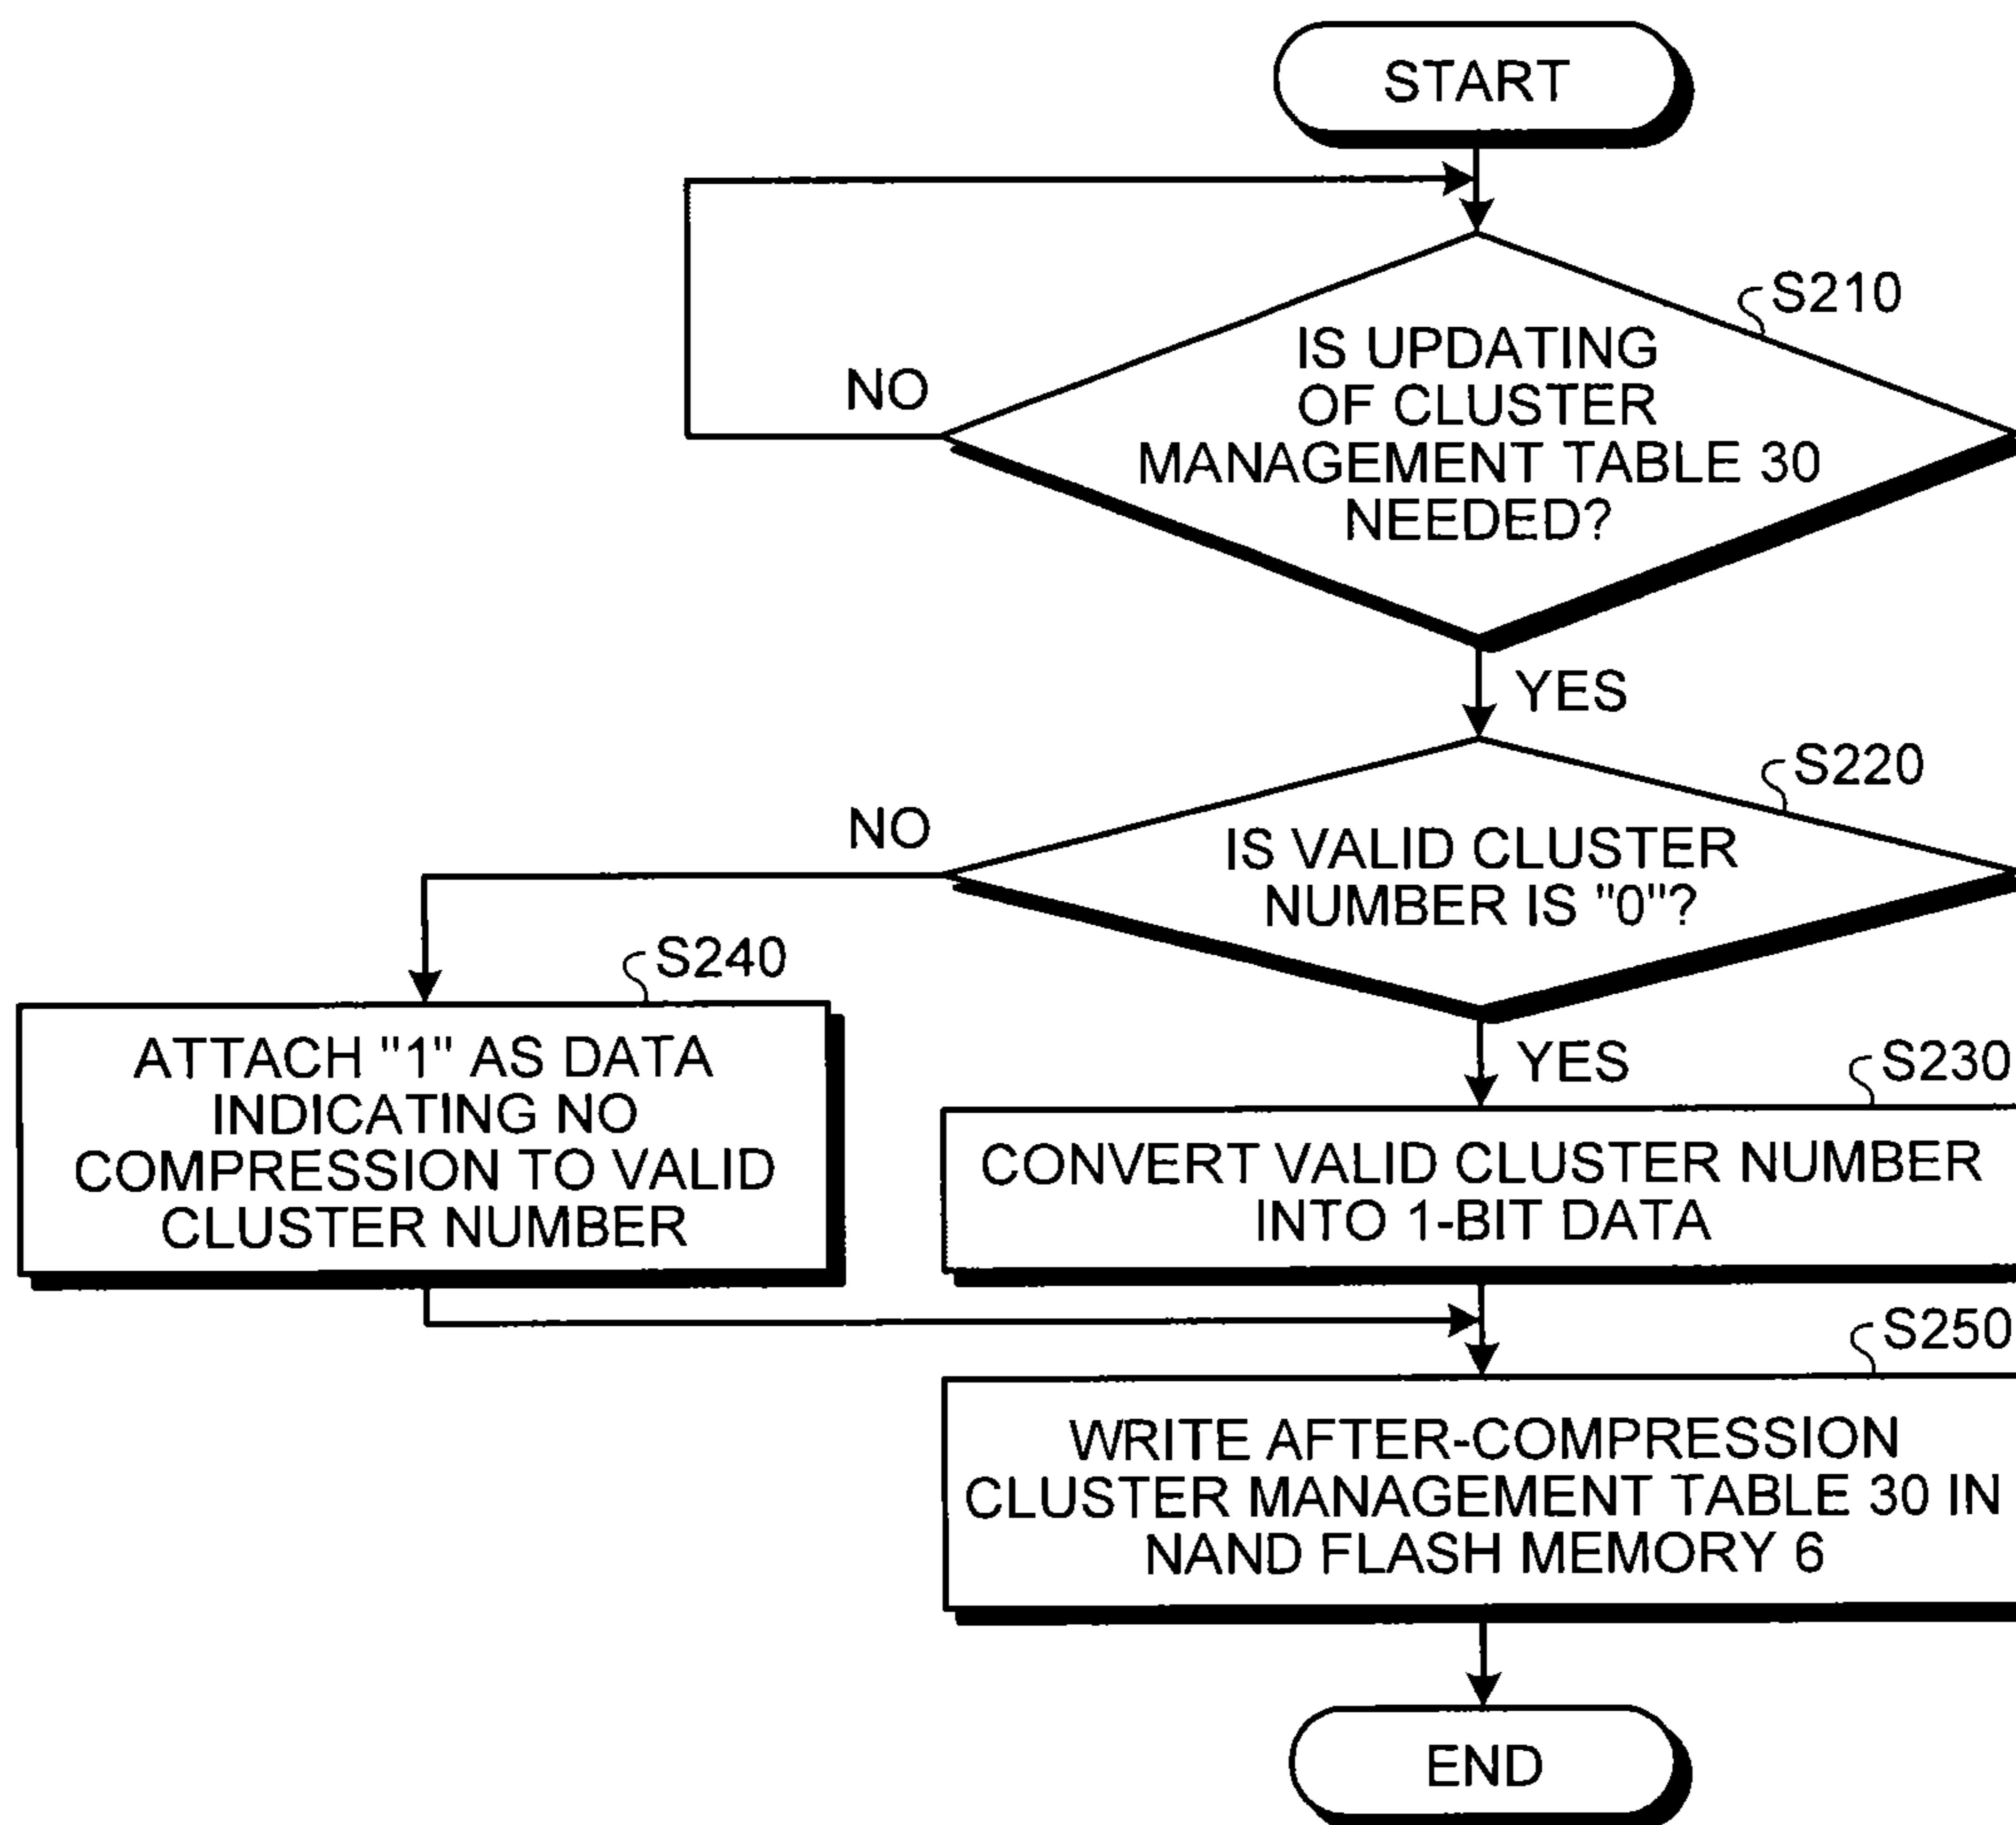 START
S210
IS UPDATING
OF CLUSTER
MANAGEMENT TABLE 30
NEEDED?
NO
YES
S220
IS VALID CLUSTER
NUMBER IS "0"?
NO
S240
ATTACH "1" AS DATA
INDICATING NO
COMPRESSION TO VALID
CLUSTER NUMBER
YES
S230
CONVERT VALID CLUSTER NUMBER
INTO 1-BIT DATA
S250
WRITE AFTER-COMPRESSION
CLUSTER MANAGEMENT TABLE 30 IN
NAND FLASH MEMORY 6
END